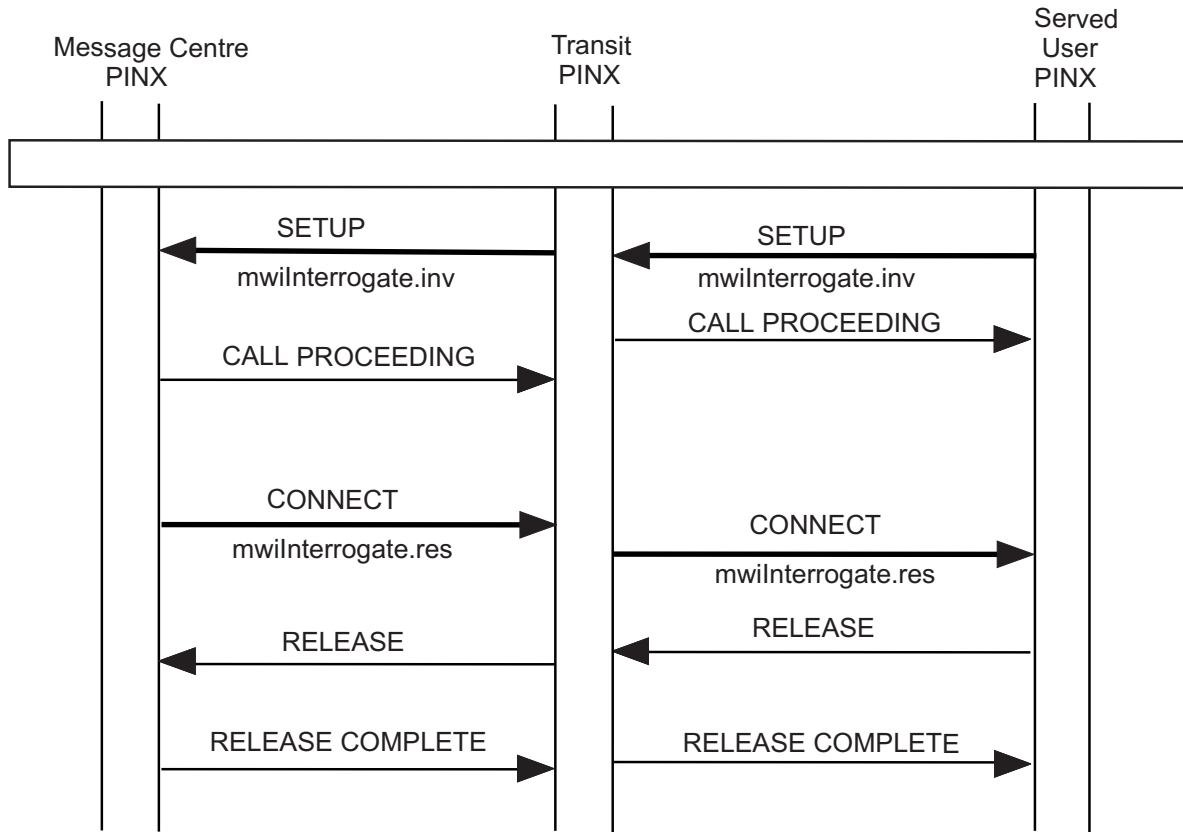 Message Centre
PINX
Transit
PINX
Served
User
PINX
SETUP
mwiInterrogate.inv
SETUP
mwiInterrogate.inv
CALL PROCEEDING
CALL PROCEEDING
CONNECT
mwiInterrogate.res
CONNECT
mwiInterrogate.res
RELEASE
RELEASE
RELEASE COMPLETE
RELEASE COMPLETE